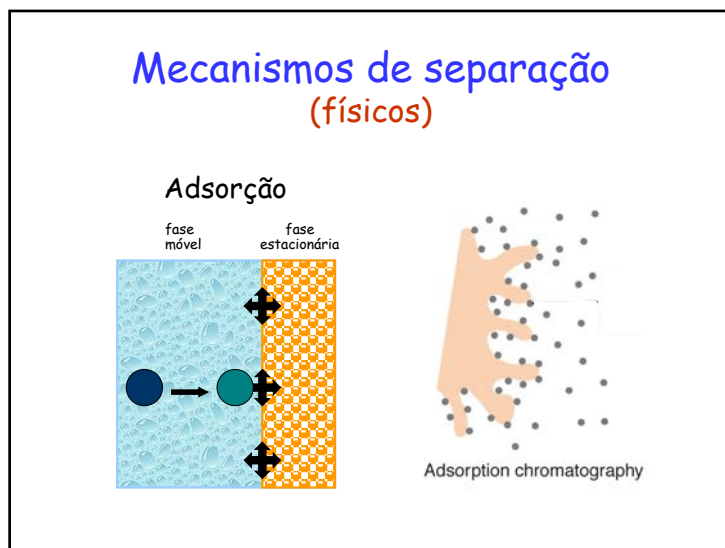 Mecanismos de separação
(físicos)
Adsorção
fase
móvel
fase
estacionária
Adsorption chromatography